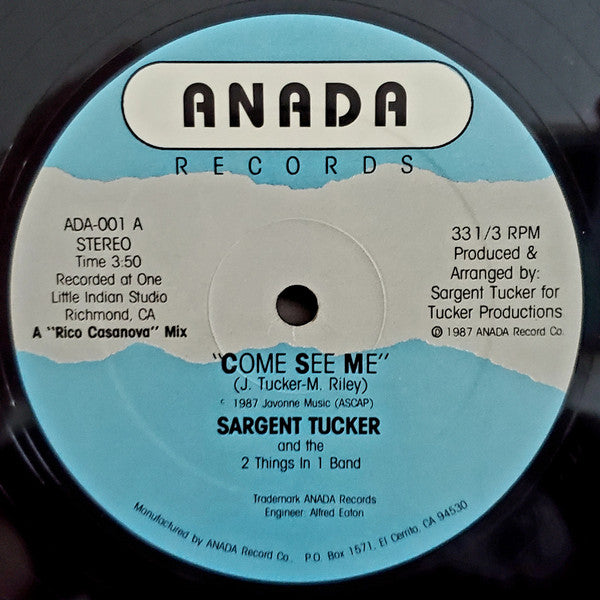 ANADA
RECORDS
ADA-001 A
STEREO
Time 3:50
Recorded at One
Little Indian Studio
Richmond, CA
A "Rico Casanova" Mix
33 1/3 RPM
Produced &
Arranged by:
Sargent Tucker for
Tucker Productions
℗ 1987 ANADA Record Co.
"COME SEE ME"
(J. Tucker-M. Riley)
© 1987 Javonne Music (ASCAP)
SARGENT TUCKER
and the
2 Things In 1 Band
Trademark ANADA Records
Engineer: Alfred Eaton
Manufactured by ANADA Record Co. P.O. Box 1571, El Cerrito, CA 94530